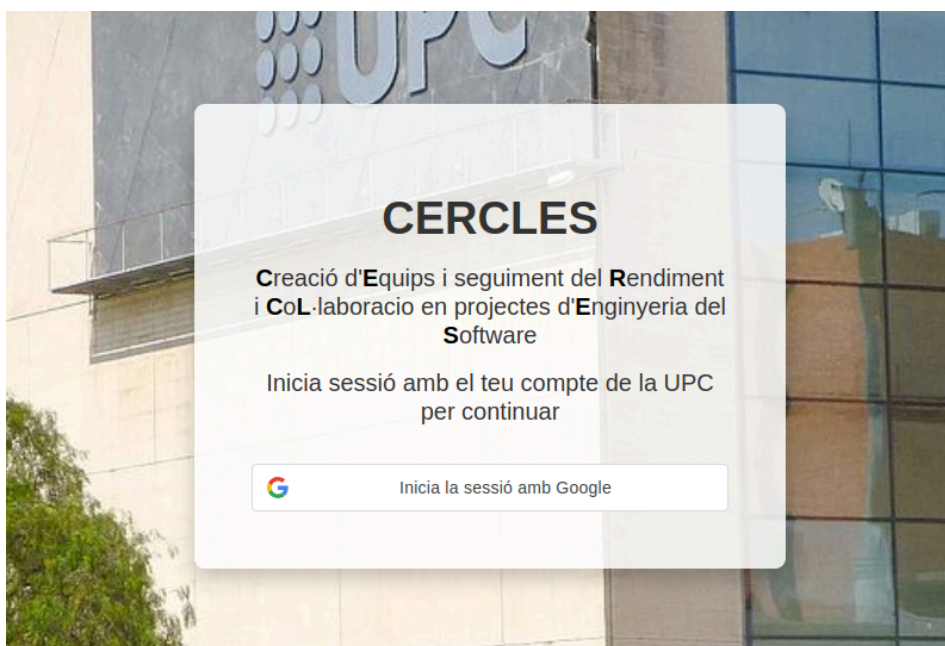 UPC
CERCLES
Creació d'Equips i seguiment del Rendiment
i CoL·laboracio en projectes d'Enginyeria del
Software
Inicia sessió amb el teu compte de la UPC
per continuar
Inicia la sessió amb Google